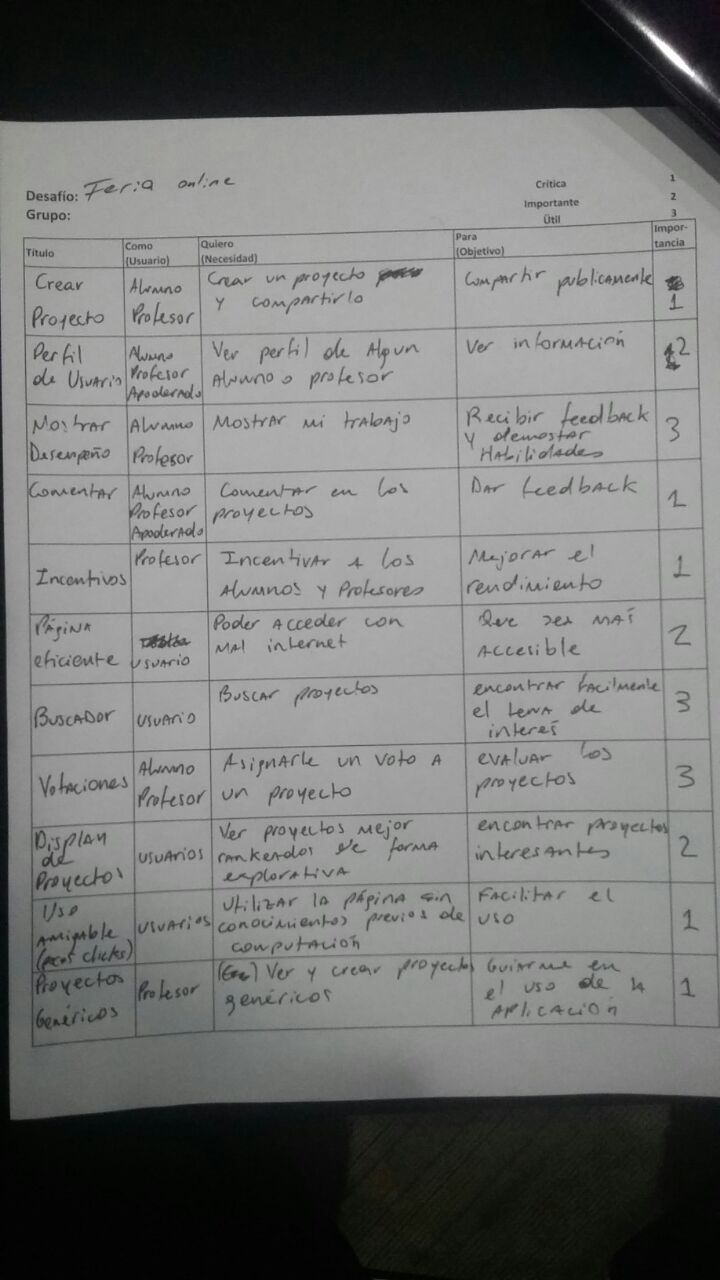 Desafío: Feria online
Grupo:
Crítica 1
Importante 2
Útil 3
Título
Como
(Usuario)
Quiero
(Necesidad)
Para
(Objetivo)
Impor-
tancia
Crear
Proyecto
Alumno
Profesor
Crear un proyecto
y compartirlo
Compartir publicamente
1
Perfil
de Usuario
Alumno
Profesor
Apoderado
Ver perfil de Algun
Alumno o profesor
Ver información
2
Mostrar
Desempeño
Alumno
Profesor
Mostrar mi trabajo
Recibir feedback
y demostar
Habilidades
3
Comentar
Alumno
Profesor
Apoderado
Comentar en los
proyectos
Dar feedback
1
Incentivos
Profesor
Incentivar a los
Alumnos y Profesores
Mejorar el
rendimiento
1
Página
eficiente
usuario
Poder Acceder con
mal internet
Que sea más
Accesible
2
Buscador
usuario
Buscar proyectos
encontrar facilmente
el tema de
interés
3
Votaciones
Alumno
Profesor
Asignarle un voto a
un proyecto
evaluar los
proyectos
3
Display
de
Proyectos
usuarios
Ver proyectos mejor
rankeados de forma
explorativa
encontrar proyectos
interesantes
2
Uso
Amigable
(pocos clicks)
usuarios
utilizar la página sin
conocimientos previos de
computación
Facilitar el
uso
1
Proyectos
Genéricos
Profesor
Ver y crear proyectos
genéricos
Guiarme en
el uso de la
aplicación
1